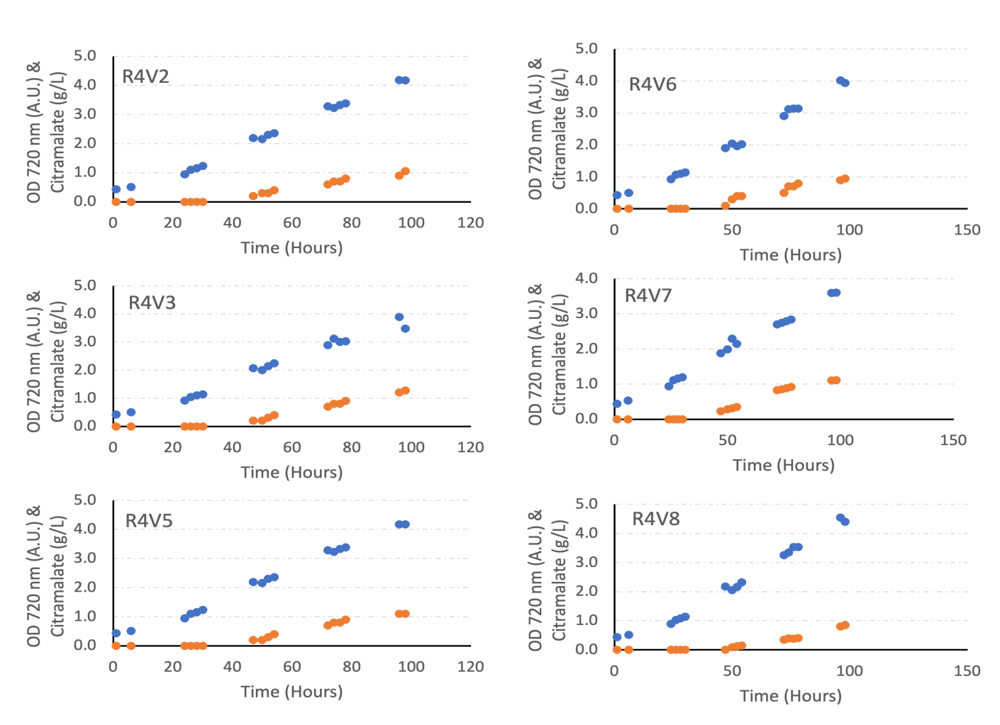 OD 720 nm (A.U.) &
Citramalate (g/L)
5.0
4.0
3.0
2.0
1.0
0.0
R4V2
0 20 40 60 80 100 120
Time (Hours)
OD 720 nm (A.U.) &
Citramalate (g/L)
5.0
4.0
3.0
2.0
1.0
0.0
R4V6
0 50 100 150
Time (Hours)
OD 720 nm (A.U.) &
Citramalate (g/L)
5.0
4.0
3.0
2.0
1.0
0.0
R4V3
0 20 40 60 80 100 120
Time (Hours)
OD 720 nm (A.U.) &
Citramalate (g/L)
4.0
3.0
2.0
1.0
0.0
R4V7
0 50 100 150
Time (Hours)
OD 720 nm (A.U.) &
Citramalate (g/L)
5.0
4.0
3.0
2.0
1.0
0.0
R4V5
0 20 40 60 80 100 120
Time (Hours)
OD 720 nm (A.U.) &
Citramalate (g/L)
5.0
4.0
3.0
2.0
1.0
0.0
R4V8
0 50 100 150
Time (Hours)